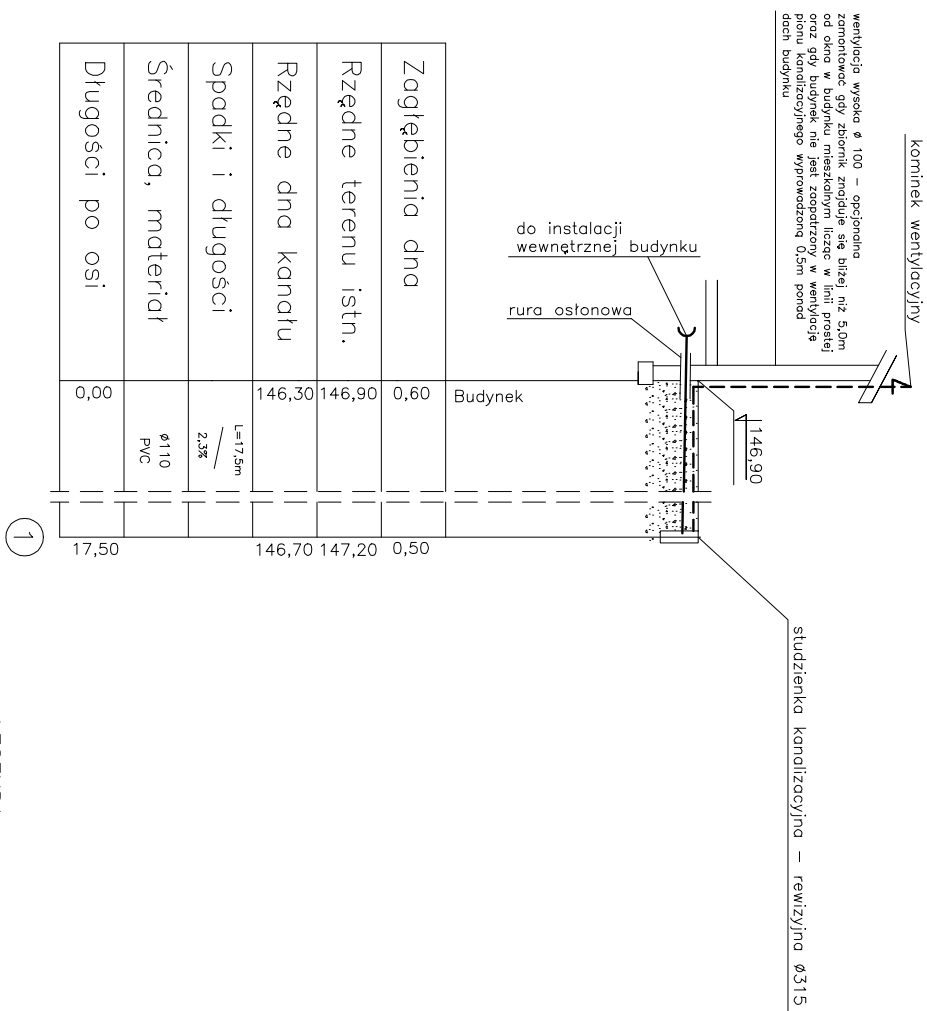 kominek wentylacyjny
wentylacja wysoka ø 100 – opcjonalna
zamontować gdy zbiornik znajduje się bliżej niż 5,0m
od okna w budynku mieszkalnym licząc w linii prostej
oraz gdy budynek nie jest zaopatrzony w wentylację
pionu kanalizacyjnego wyprowadzoną 0,5m ponad
dach budynku
do instalacji
wewnętrznej budynku
rura osłonowa
146,90
studzienka kanalizacyjna – rewizyjna ø315
Budynek
Zagłębienia dna
0,60
0,50
Rzędne terenu istn.
146,90
147,20
Rzędne dna kanału
146,30
146,70
Spadki i długości
L=17,5m
2,3%
Średnica, materiał
ø110
PVC
Długości po osi
0,00
17,50
1